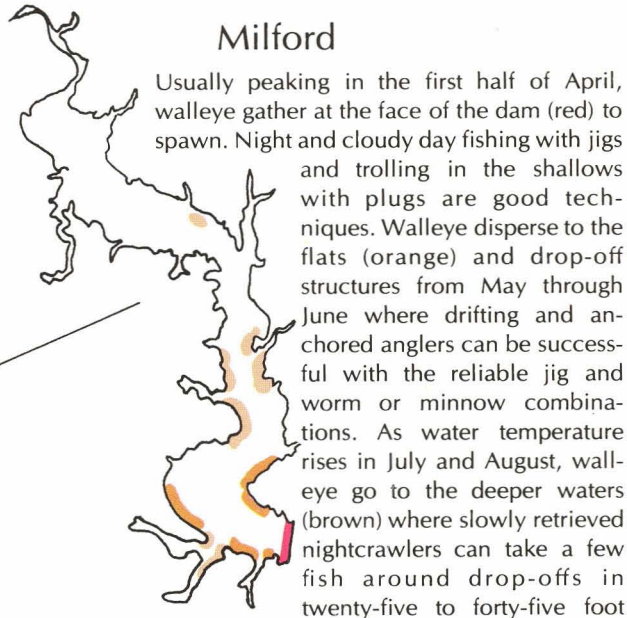 Milford
Usually peaking in the first half of April,
walleye gather at the face of the dam (red) to
spawn. Night and cloudy day fishing with jigs
and trolling in the shallows
with plugs are good tech-
niques. Walleye disperse to the
flats (orange) and drop-off
structures from May through
June where drifting and an-
chored anglers can be success-
ful with the reliable jig and
worm or minnow combina-
tions. As water temperature
rises in July and August, wall-
eye go to the deeper waters
(brown) where slowly retrieved
nightcrawlers can take a few
fish around drop-offs in
twenty-five to forty-five foot